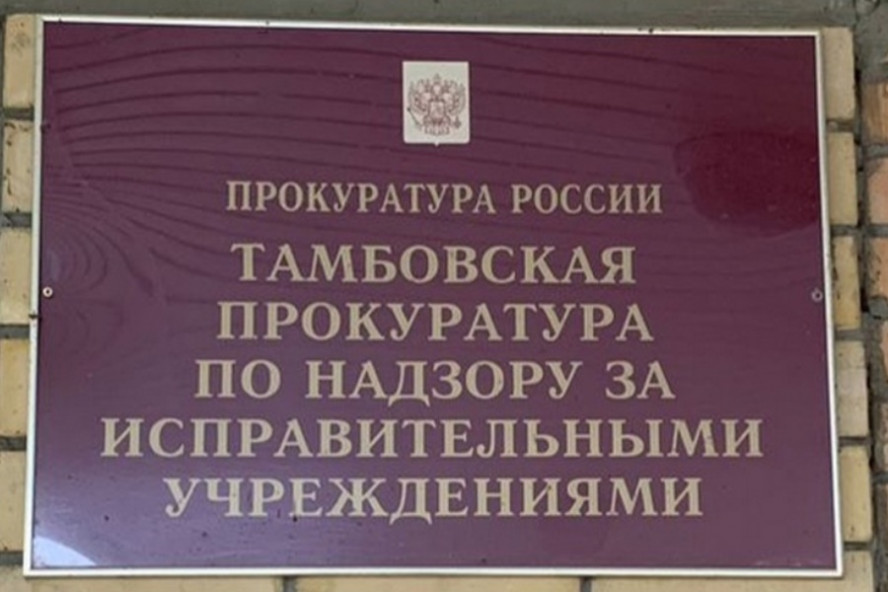 ПРОКУРАТУРА РОССИИ
ТАМБОВСКАЯ
ПРОКУРАТУРА
ПО НАДЗОРУ ЗА
ИСПРАВИТЕЛЬНЫМИ
УЧРЕЖДЕНИЯМИ